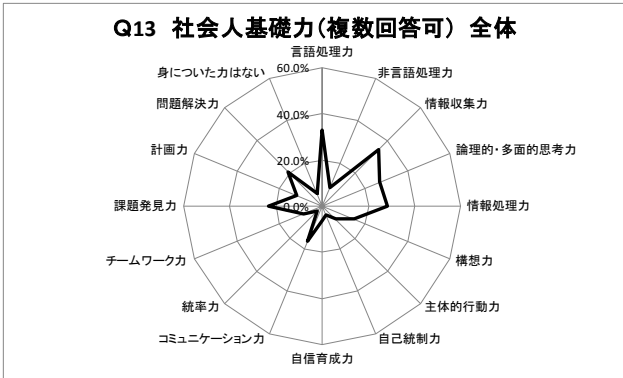 Q13 社会人基礎力(複数回答可) 全体
言語処理力
非言語処理力
情報収集力
論理的・多面的思考力
情報処理力
構想力
主体的行動力
自己統制力
自信育成力
コミュニケーション力
統率力
チームワーク力
課題発見力
計画力
問題解決力
身についた力はない
60.0%
40.0%
20.0%
0.0%